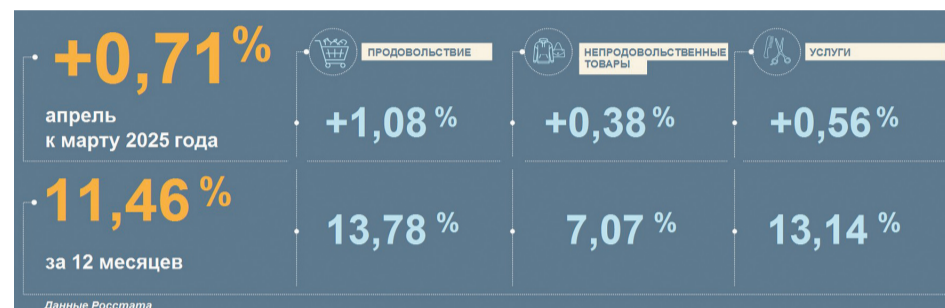 +0,71%
апрель
к марту 2025 года
ПРОДОВОЛЬСТВИЕ
+1,08 %
НЕПРОДОВОЛЬСТВЕННЫЕ
ТОВАРЫ
+0,38 %
УСЛУГИ
+0,56 %
11,46 %
за 12 месяцев
13,78 %
7,07 %
13,14 %
Данные Росстата